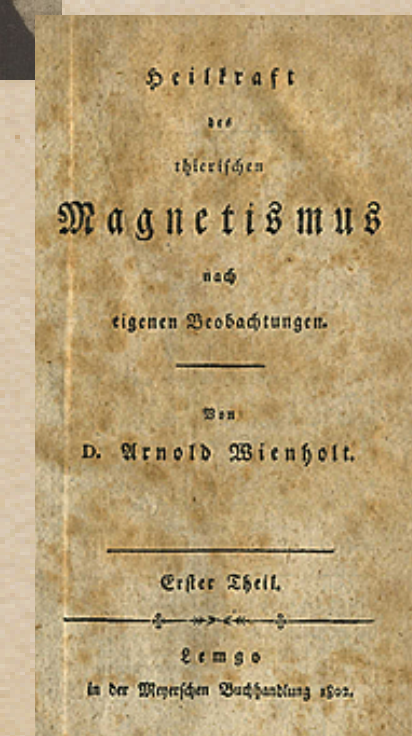 Heilkraft
des
thierischen
Magnetismus
nach
eigenen Beobachtungen.
Von
D. Arnold Wienholt.
Erster Theil.
Lemgo
in der Meyerschen Buchhandlung 1802.